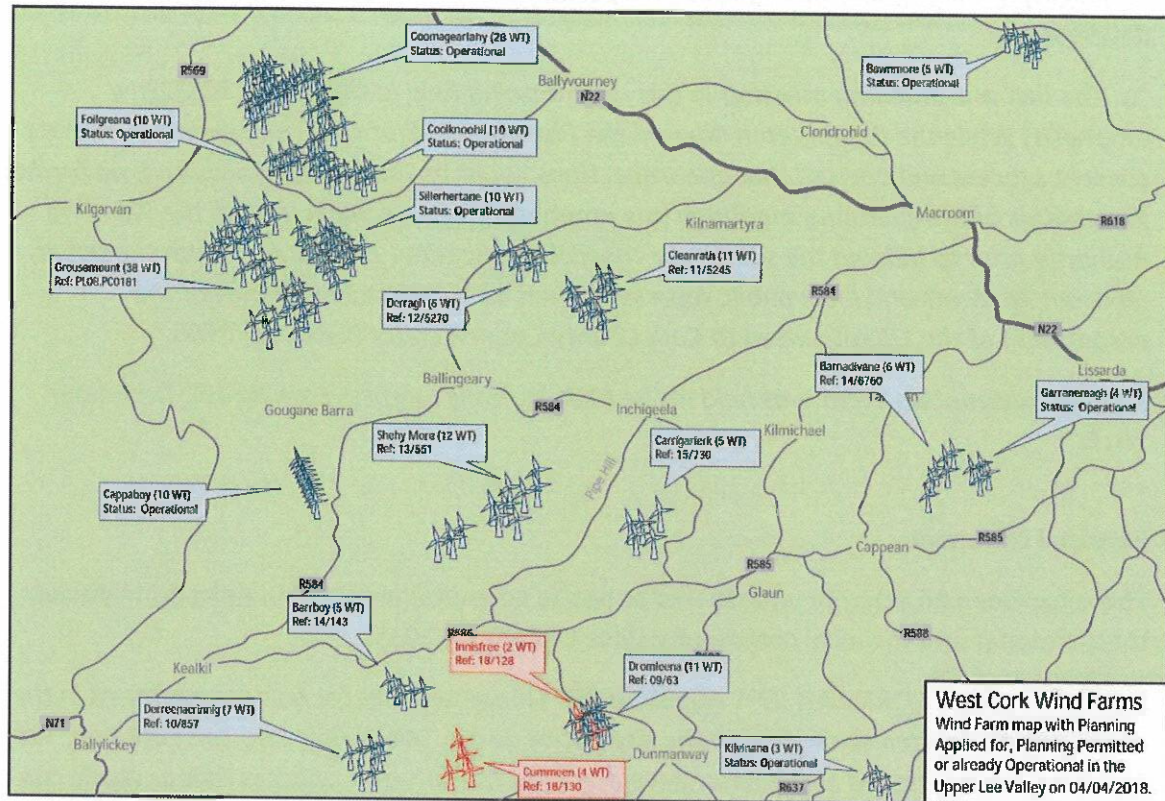 Coomagearlahy (28 WT)
Status: Operational
Bawnmore (5 WT)
Status: Operational
R569
Ballyvourney
N22
Foilgreana (10 WT)
Status: Operational
Coolknoohil [10 WT)
Status: Operational
Clondrohid
Sillerhertane (10 WT)
Status: Operational
Kilgarvan
Kilnamartyra
Macroom
R618
Grousemount (38 WT)
Ref: PL08.PC0181
Cleanrath (11 WT)
Ref: 11/5245
Derragh (6 WT)
Ref: 12/5270
R584
N22
Lissarda
Barnadivane (6 WT)
Ref: 14/6760
Garranereagh (4 WT)
Status: Operational
Ballingeary
Gougane Barra
R584
Inchigeela
Kilmichael
Shehy More (12 WT)
Ref: 13/551
Carrigarierk (5 WT)
Ref: 15/730
Pipe Hill
Cappaboy (10 WT)
Status: Operational
R585
Cappean
R585
Glaun
R584
Barrboy (5 WT)
Ref: 14/143
R586
R588
Innisfree (2 WT)
Ref: 18/128
Dromleena (11 WT)
Ref: 09/63
Kealkil
Derreenacrinnig (7 WT)
Ref: 10/857
N71
Ballylickey
Cummeen (4 WT)
Ref: 18/130
Dunmanway
Kilvinane (3 WT)
Status: Operational
R637
West Cork Wind Farms
Wind Farm map with Planning
Applied for, Planning Permitted
or already Operational in the
Upper Lee Valley on 04/04/2018.